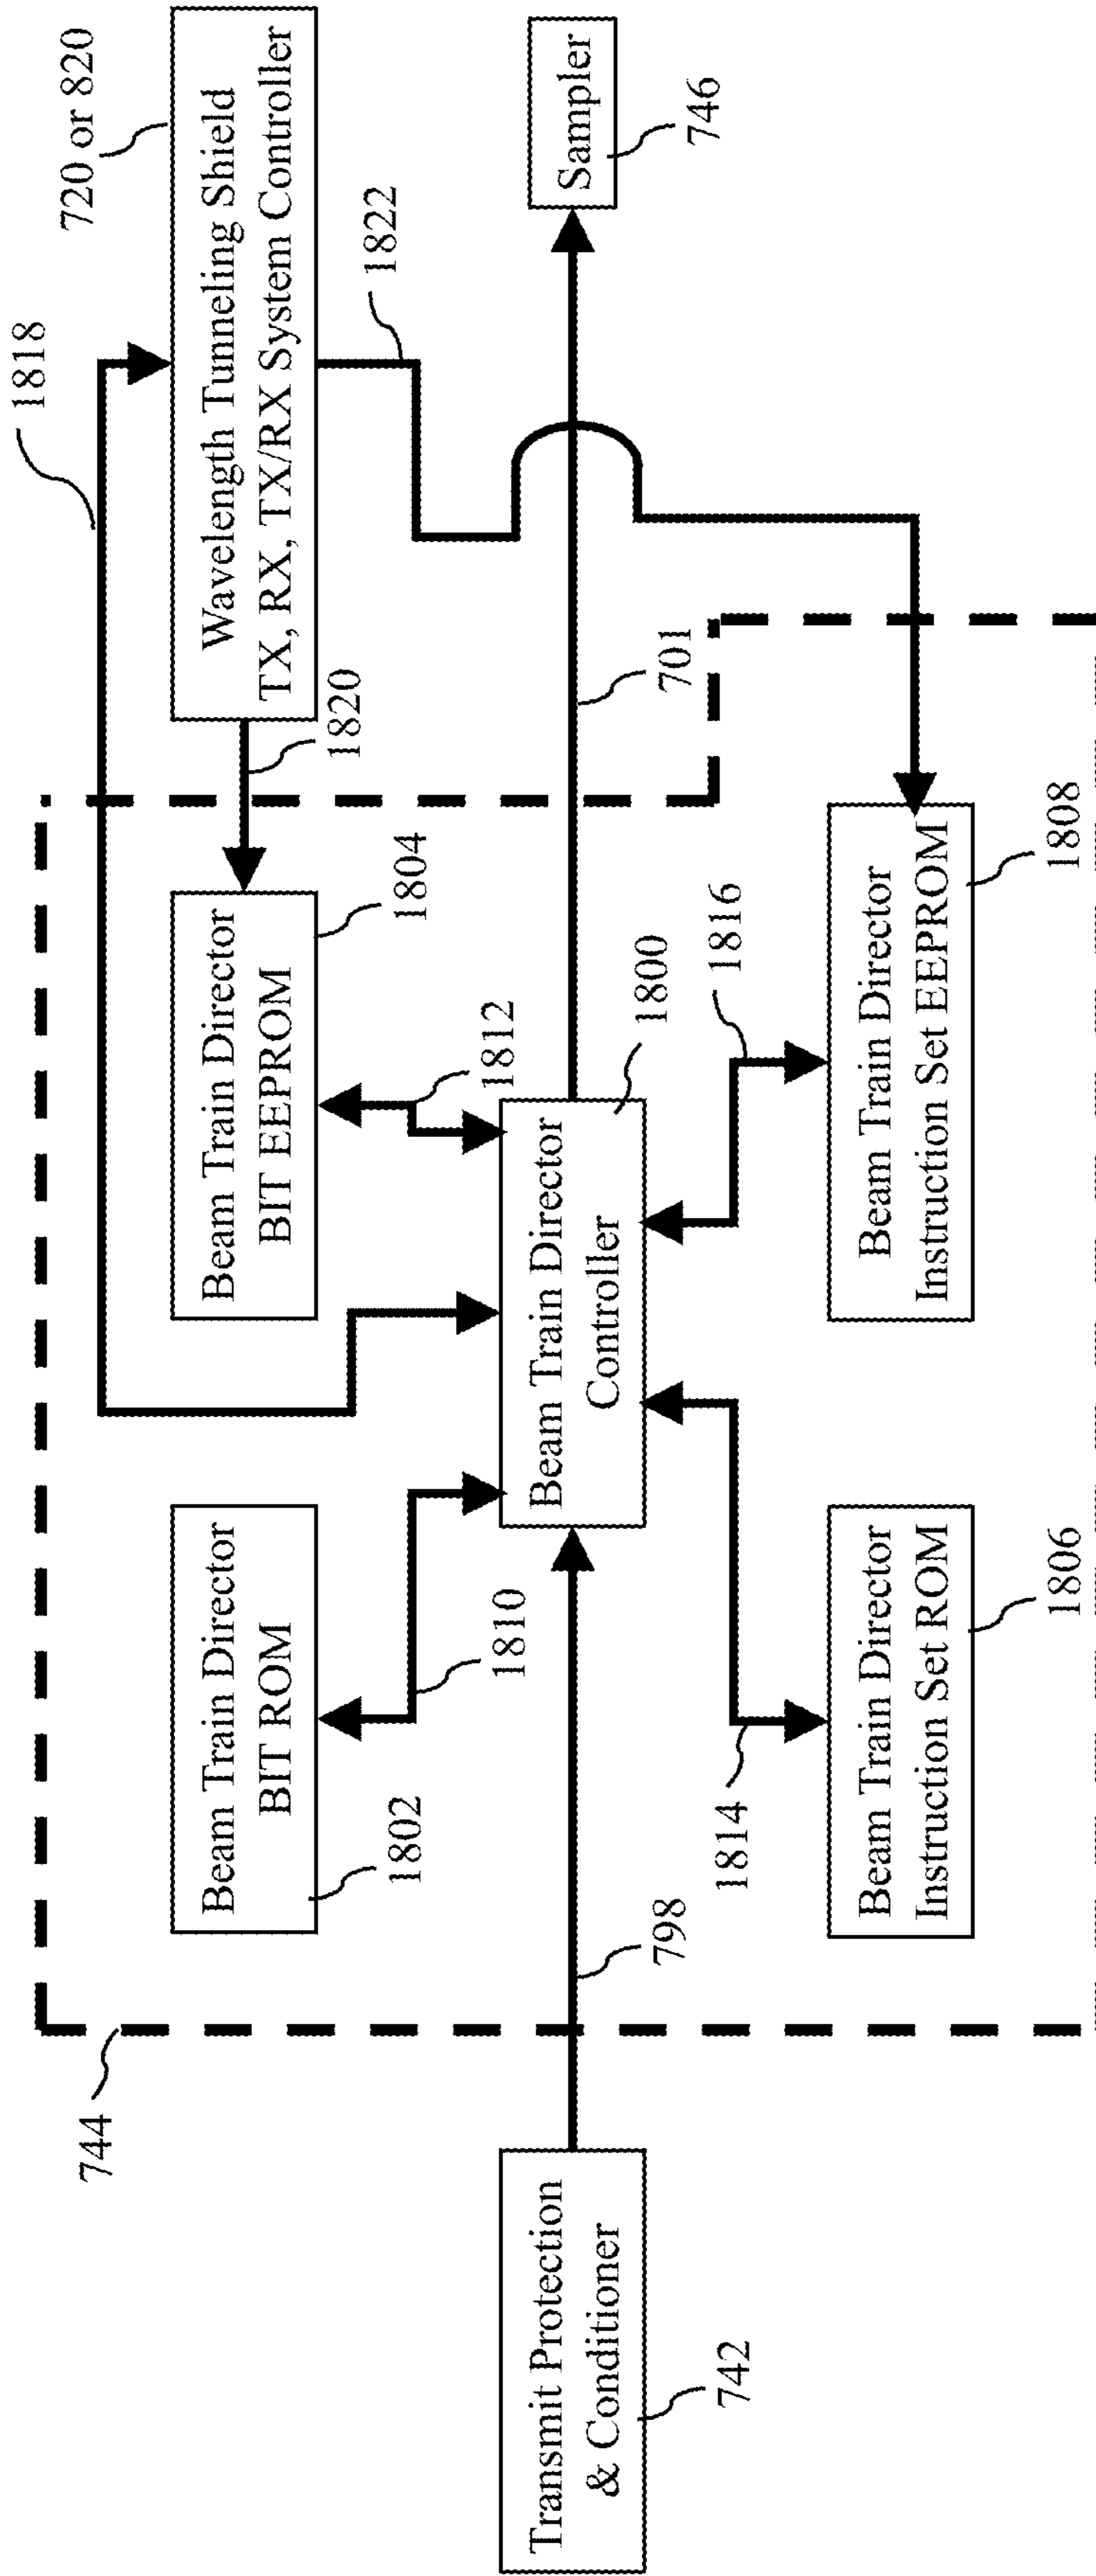 720 or 820
1818
Wavelength Tunneling Shield
TX, RX, TX/RX System Controller
744
Beam Train Director
BIT ROM
1802
Beam Train Director
BIT EEPROM
1804
1820
1822
1810
1812
Transmit Protection
& Conditioner
742
798
Beam Train Director
Controller
1800
701
Sampler
746
1814
1816
Beam Train Director
Instruction Set ROM
1806
Beam Train Director
Instruction Set EEPROM
1808